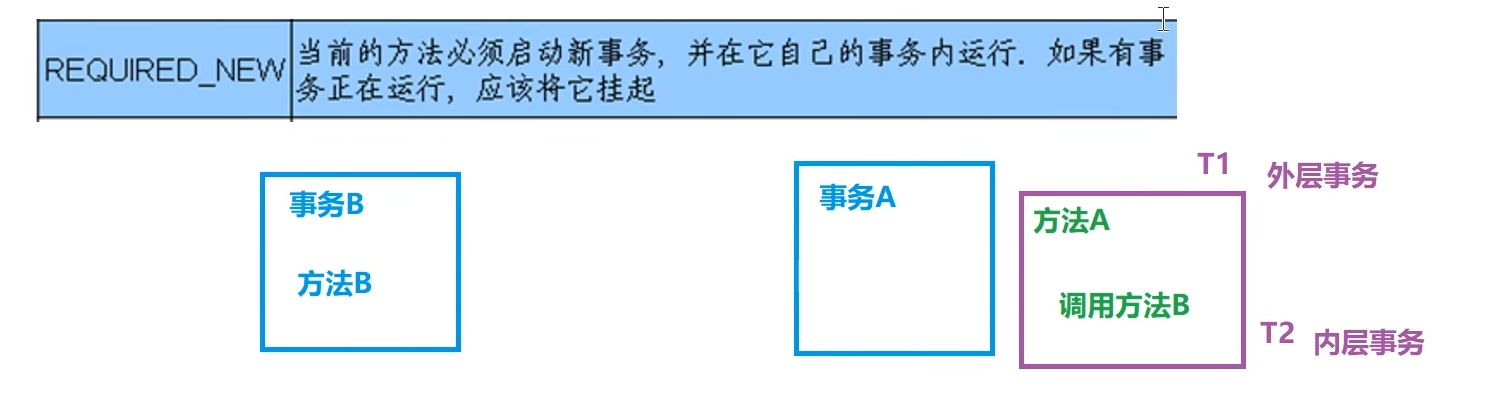 REQUIRED_NEW
当前的方法必须启动新事务，并在它自己的事务内运行．如果有事
务正在运行，应该将它挂起
事务B
方法B
事务A
T1
外层事务
方法A
调用方法B
T2
内层事务